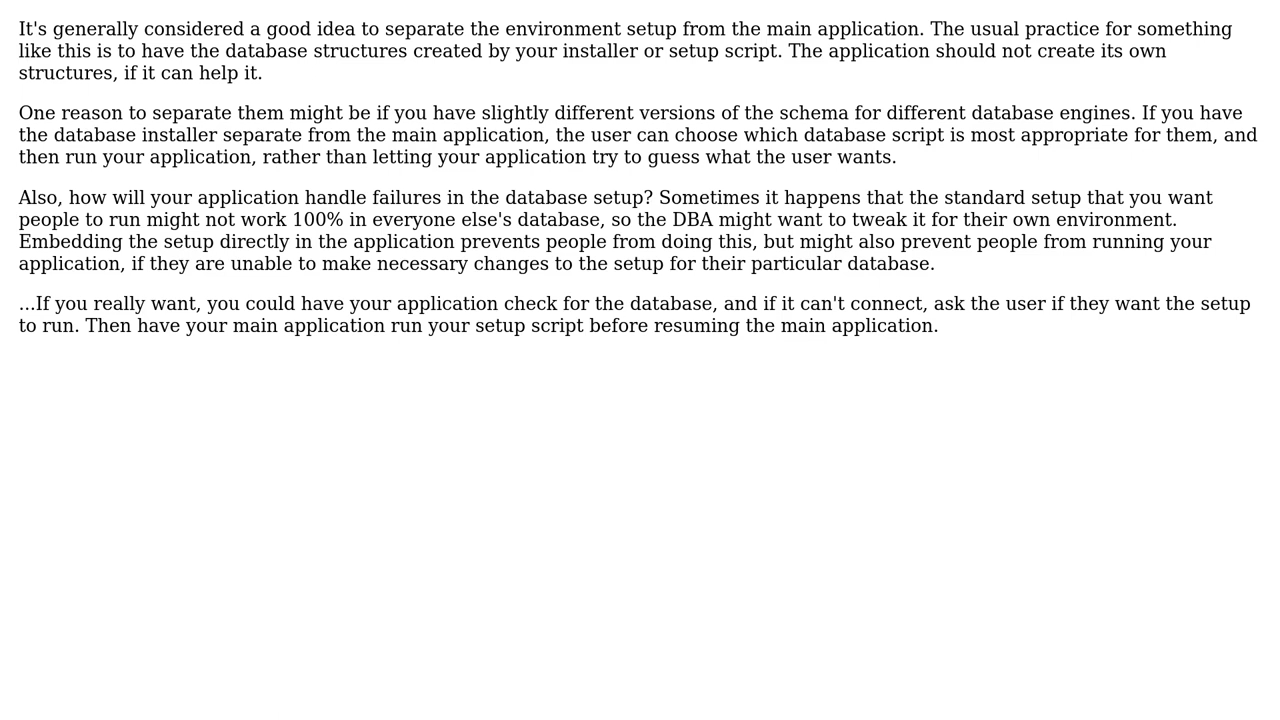 It's generally considered a good idea to separate the environment setup from the main application. The usual practice for something
like this is to have the database structures created by your installer or setup script. The application should not create its own
structures, if it can help it.
One reason to separate them might be if you have slightly different versions of the schema for different database engines. If you have
the database installer separate from the main application, the user can choose which database script is most appropriate for them, and
then run your application, rather than letting your application try to guess what the user wants.
Also, how will your application handle failures in the database setup? Sometimes it happens that the standard setup that you want
people to run might not work 100% in everyone else's database, so the DBA might want to tweak it for their own environment.
Embedding the setup directly in the application prevents people from doing this, but might also prevent people from running your
application, if they are unable to make necessary changes to the setup for their particular database.
...If you really want, you could have your application check for the database, and if it can't connect, ask the user if they want the setup
to run. Then have your main application run your setup script before resuming the main application.